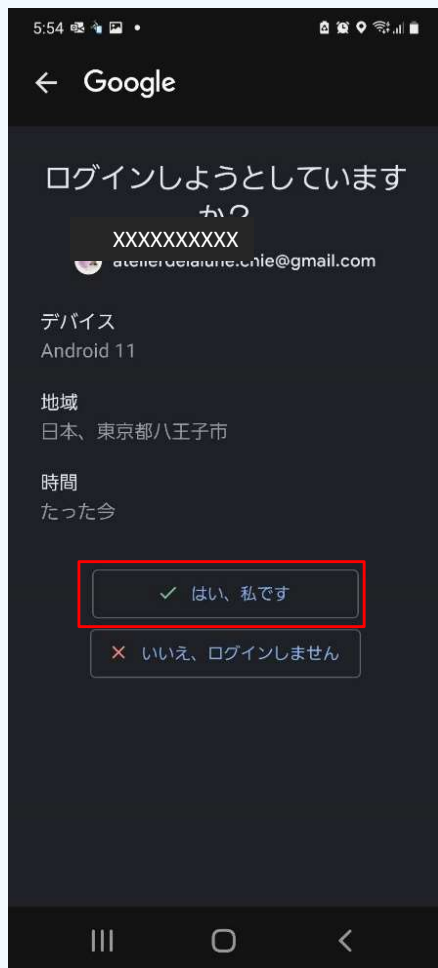 5:54
Google
ログインしようとしています
か?
XXXXXXXXXX
@gmail.com
デバイス
Android 11
地域
日本、東京都八王子市
時間
たった今
はい、私です
いいえ、ログインしません